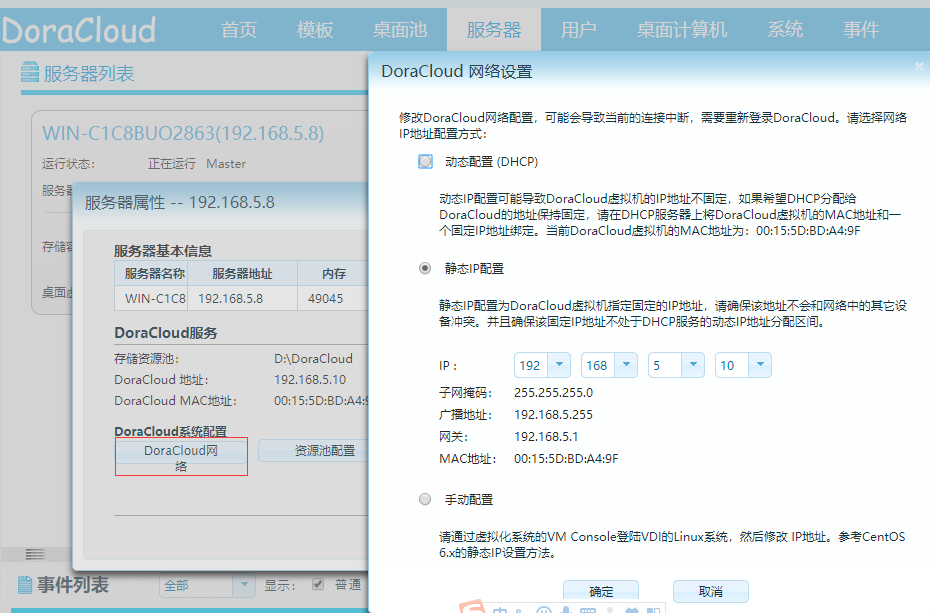 DoraCloud 首页 模板 桌面池 服务器 用户 桌面计算机 系统 事件
服务器列表
WIN-C1C8BUO2863(192.168.5.8)
运行状态: 正在运行 Master
服务器
存储
桌面
服务器属性 -- 192.168.5.8
服务器基本信息
服务器名称 服务器地址 内存
WIN-C1C8 192.168.5.8 49045
DoraCloud服务
存储资源池: D:\DoraCloud
DoraCloud 地址: 192.168.5.10
DoraCloud MAC地址: 00:15:5D:BD:A4:9
DoraCloud系统配置
DoraCloud网
络
资源池配置
事件列表 全部 显示: 普通
DoraCloud 网络设置
修改DoraCloud网络配置，可能会导致当前的连接中断，需要重新登录DoraCloud。请选择网络
IP地址配置方式:
动态配置 (DHCP)
动态IP配置可能导致DoraCloud虚拟机的IP地址不固定，如果希望DHCP分配给
DoraCloud的地址保持固定，请在DHCP服务器上将DoraCloud虚拟机的MAC地址和一
个固定IP地址绑定。当前DoraCloud虚拟机的MAC地址为：00:15:5D:BD:A4:9F
静态IP配置
静态IP配置为DoraCloud虚拟机指定固定的IP地址，请确保该地址不会和网络中的其它设
备冲突。并且确保该固定IP地址不处于DHCP服务的动态IP地址分配区间。
IP : 192 168 5 10
子网掩码: 255.255.255.0
广播地址: 192.168.5.255
网关: 192.168.5.1
MAC地址: 00:15:5D:BD:A4:9F
手动配置
请通过虚拟化系统的VM Console登陆VDI的Linux系统，然后修改 IP地址。参考CentOS
6.x的静态IP设置方法。
确定 取消